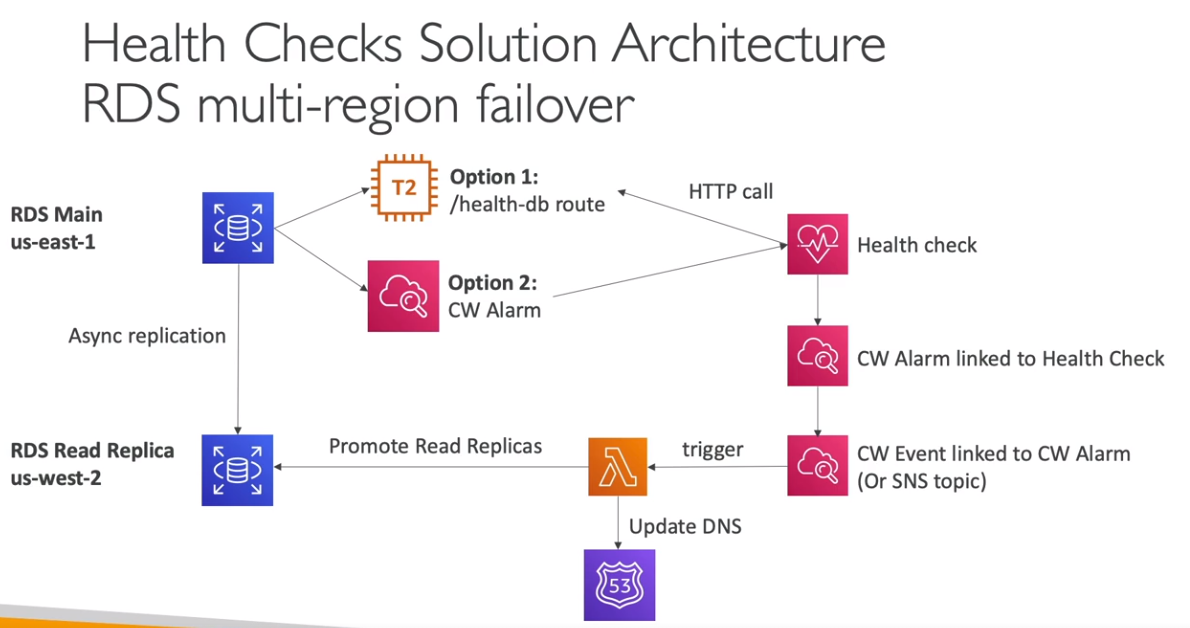 Health Checks Solution Architecture
RDS multi-region failover
T2
Option 1:
/health-db route
HTTP call
RDS Main
us-east-1
Health check
Option 2:
CW Alarm
Async replication
CW Alarm linked to Health Check
RDS Read Replica
us-west-2
Promote Read Replicas
trigger
CW Event linked to CW Alarm
(Or SNS topic)
Update DNS
53